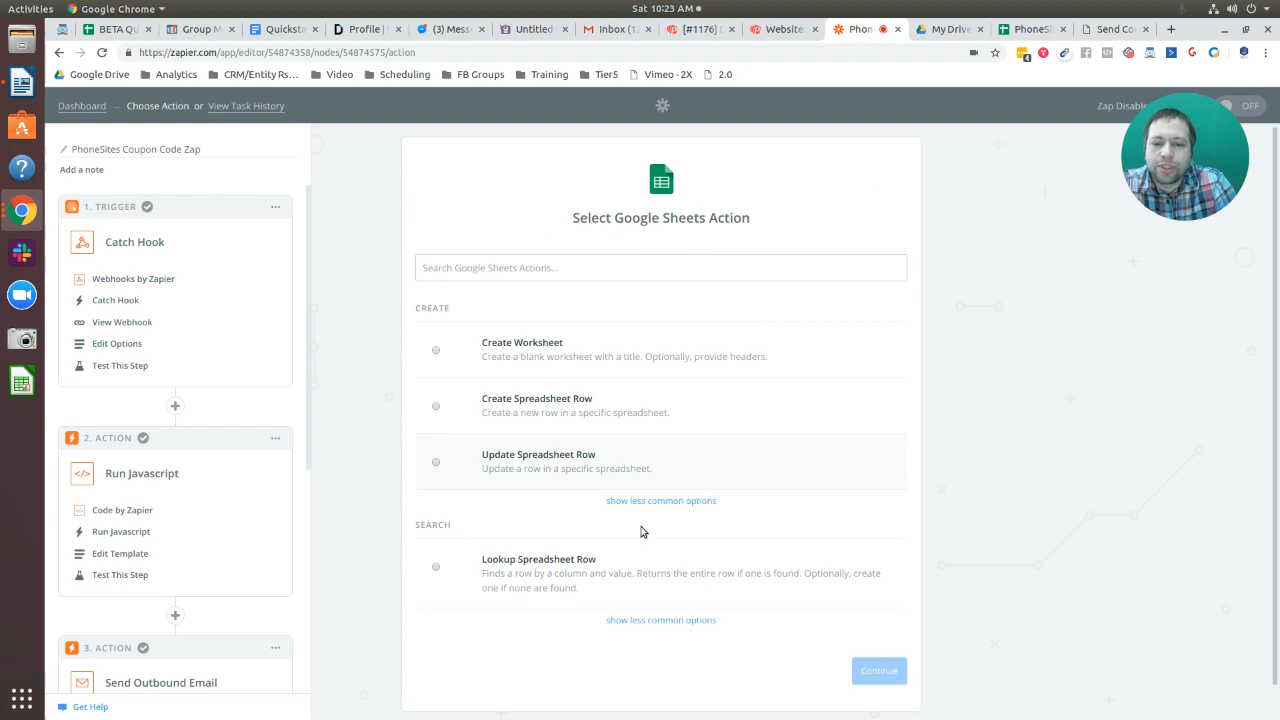 Activities
Google Chrome
Sat 10:23 AM
BETA Q
Group M
Quickst
Profile | S
(3) Mess
Untitled
Inbox (1
[#1176] D
Website
Phon
My Drive
PhoneSi
Send Co
https://zapier.com/app/editor/54874358/nodes/54874575/action
4
Google Drive
Analytics
CRM/Entity Rs...
Video
Scheduling
FB Groups
Training
Tier5
Vimeo - 2X
2.0
Dashboard → Choose Action or View Task History
Zap Disable
OFF
PhoneSites Coupon Code Zap
Add a note
1. TRIGGER
Catch Hook
Webhooks by Zapier
Catch Hook
View Webhook
Edit Options
Test This Step
2. ACTION
Run Javascript
Code by Zapier
Run Javascript
Edit Template
Test This Step
3. ACTION
Send Outbound Email
Get Help
Select Google Sheets Action
Search Google Sheets Actions...
CREATE
Create Worksheet
Create a blank worksheet with a title. Optionally, provide headers.
Create Spreadsheet Row
Create a new row in a specific spreadsheet.
Update Spreadsheet Row
Update a row in a specific spreadsheet.
show less common options
SEARCH
Lookup Spreadsheet Row
Finds a row by a column and value. Returns the entire row if one is found. Optionally, create
one if none are found.
show less common options
Continue